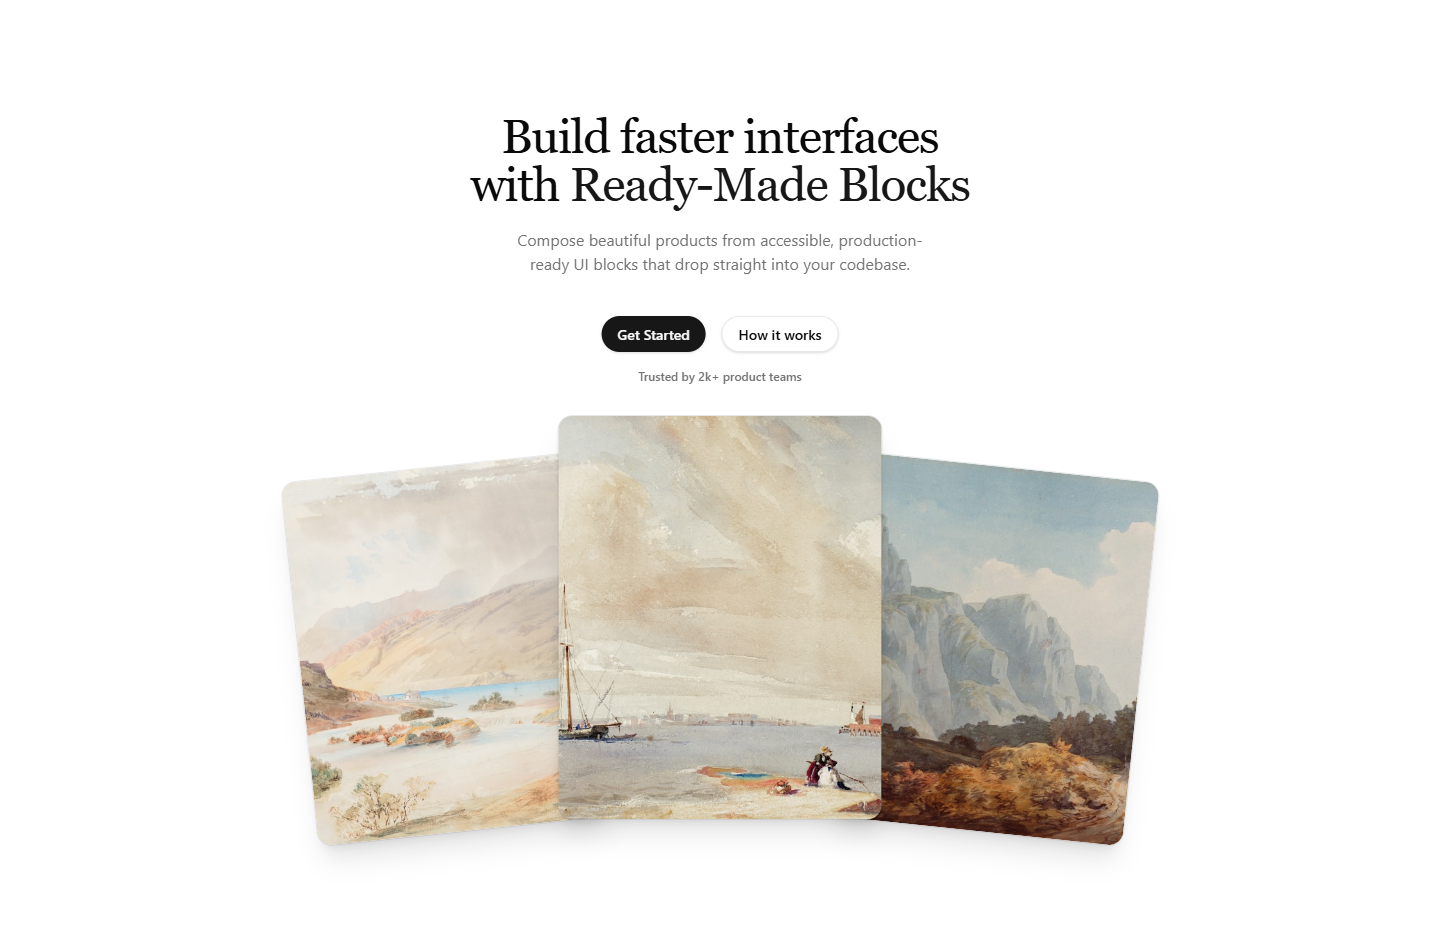 Build faster interfaces
with Ready-Made Blocks
Compose beautiful products from accessible, production-
ready UI blocks that drop straight into your codebase.
Get Started
How it works
Trusted by 2k+ product teams